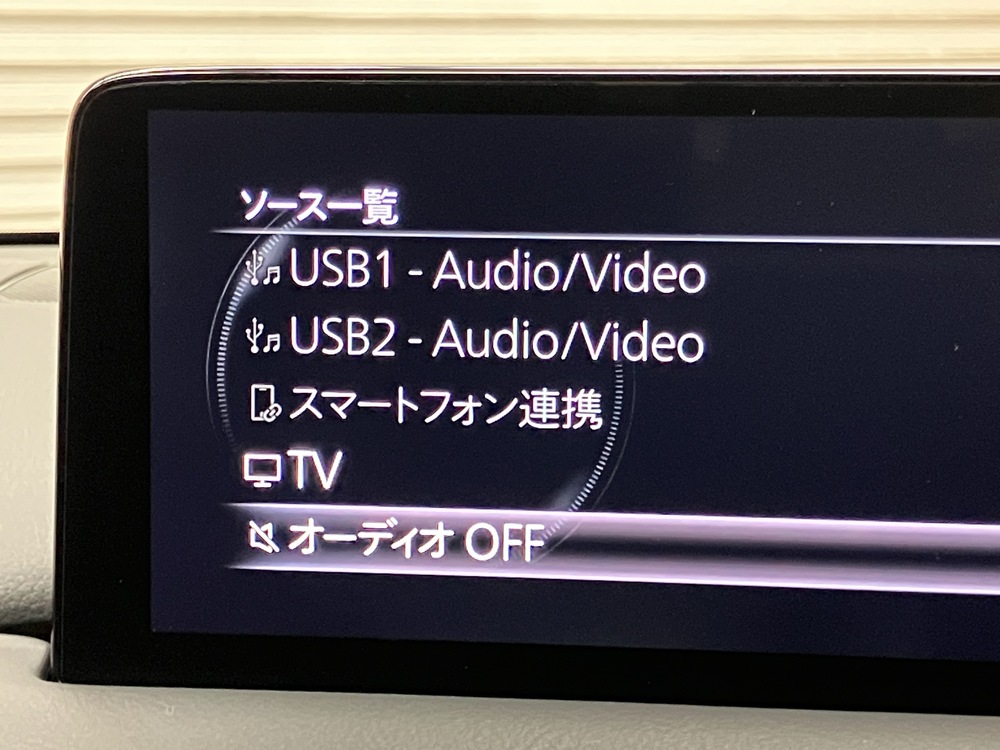 ソース一覧
USB1 - Audio/Video
USB2 - Audio/Video
スマートフォン連携
TV
オーディオ OFF